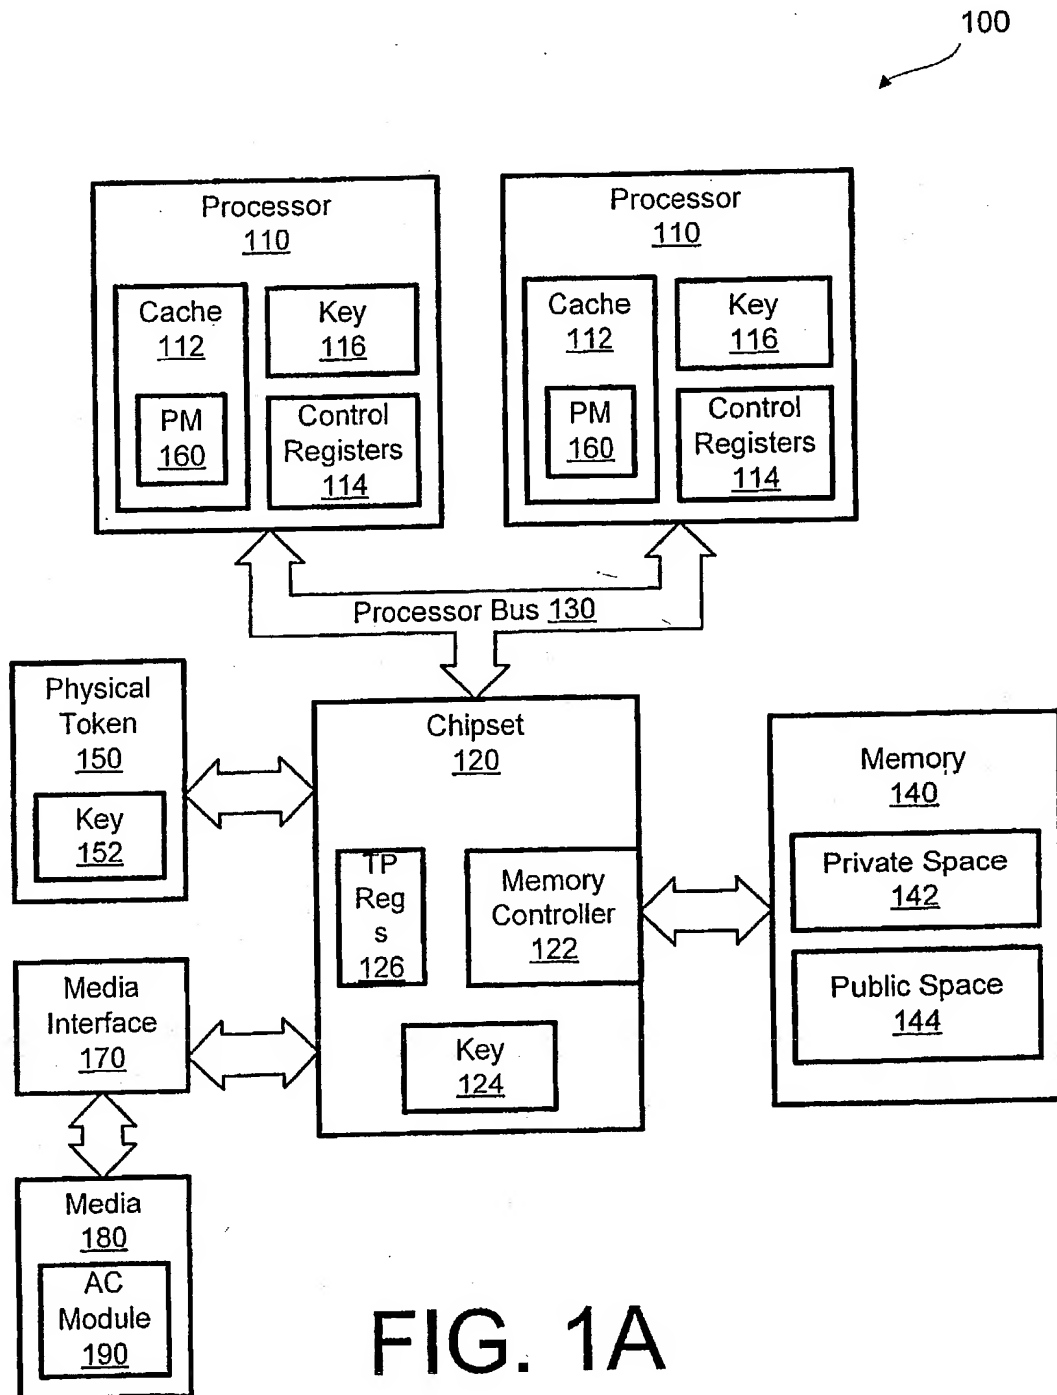 100
Processor
110
Cache
112
PM
160
Key
116
Control
Registers
114
Processor
110
Cache
112
PM
160
Key
116
Control
Registers
114
Processor Bus 130
Physical
Token
150
Key
152
Chipset
120
TP
Reg
s
126
Memory
Controller
122
Key
124
Memory
140
Private Space
142
Public Space
144
Media
Interface
170
Media
180
AC
Module
190
FIG. 1A